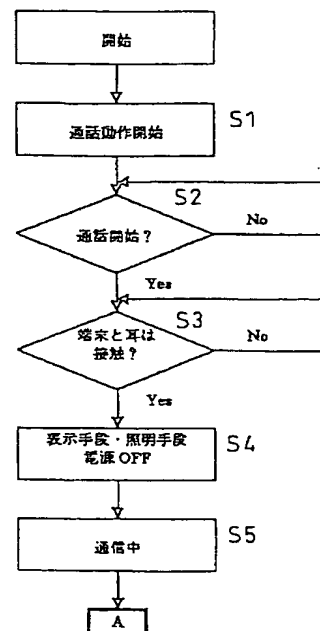 開始
通話動作開始
S1
S2
通話開始？
No
Yes
S3
端末と耳は
接触？
No
Yes
表示手段・照明手段
電源OFF
S4
通信中
S5
A